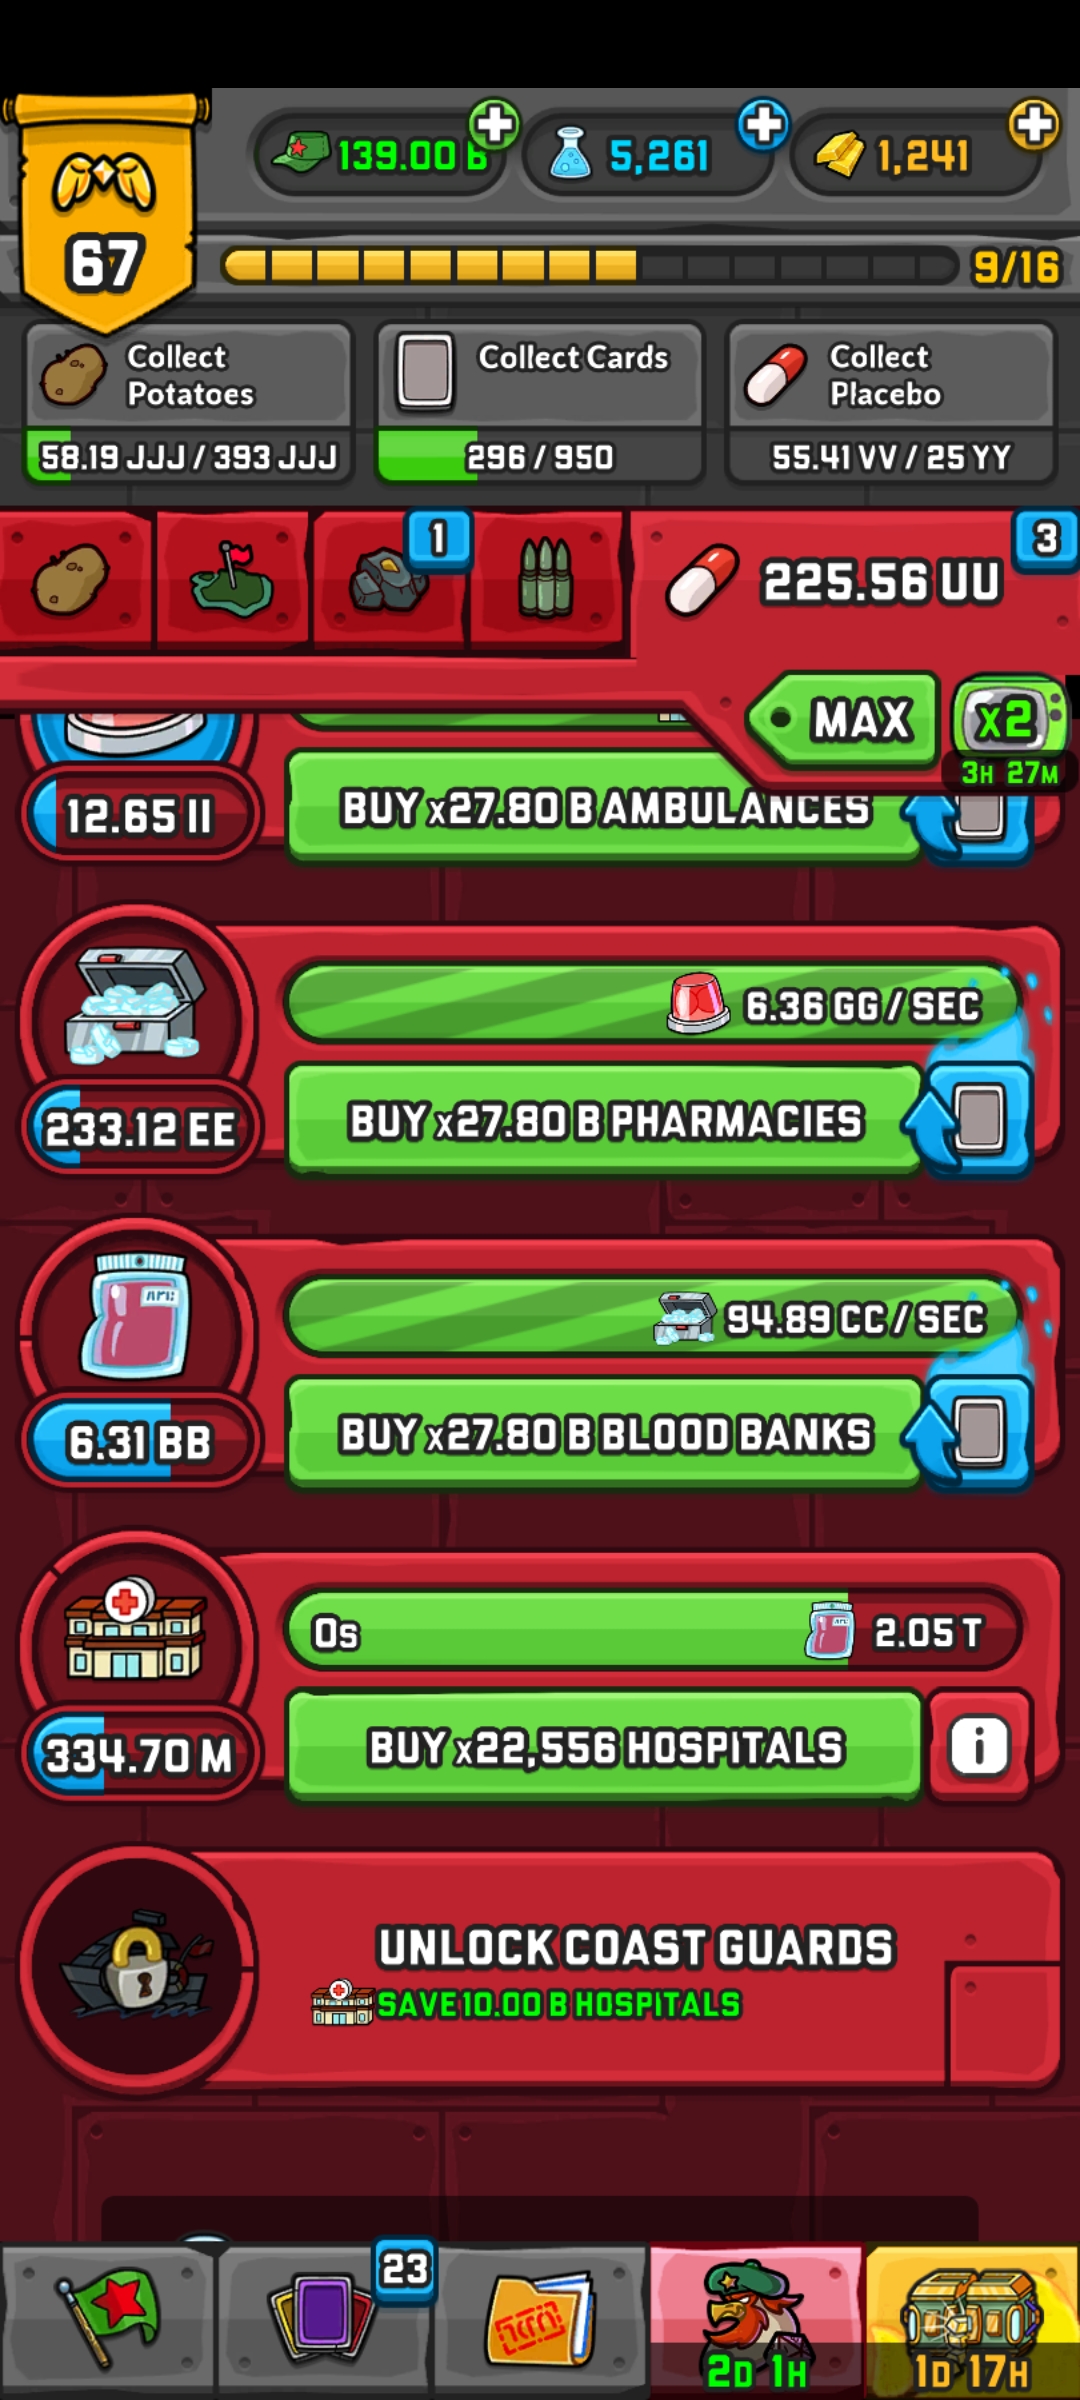 139.00 B
5,261
1,241
67
9/16
Collect
Potatoes
58.19 JJJ / 393 JJJ
Collect Cards
296 / 950
Collect
Placebo
55.41 VV / 25 YY
1
225.56 UU
3
MAX
x2
3H 27M
12.65 II
BUY x27.80 B AMBULANCES
6.36 GG / SEC
233.12 EE
BUY x27.80 B PHARMACIES
94.89 CC / SEC
6.31 BB
BUY x27.80 B BLOOD BANKS
0s
2.05 T
334.70 M
BUY x22,556 HOSPITALS
i
UNLOCK COAST GUARDS
SAVE 10.00 B HOSPITALS
23
2D 1H
1D 17H